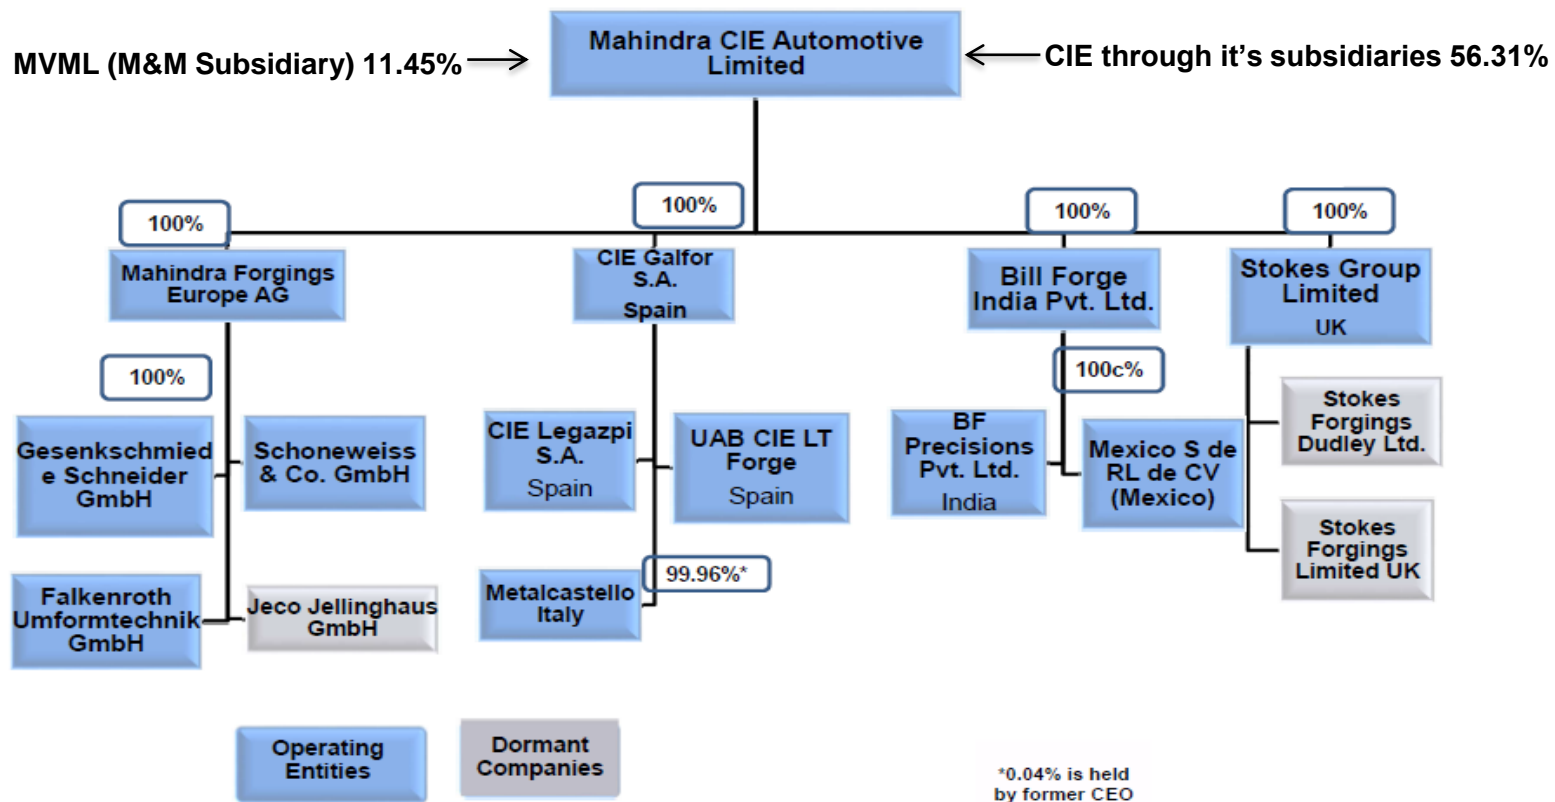 Mahindra CIE Automotive
Limited
MVML (M&M Subsidiary) 11.45%
CIE through it's subsidiaries 56.31%
100%
100%
100%
100%
Mahindra Forgings
Europe AG
CIE Galfor
S.A.
Spain
Bill Forge
India Pvt. Ltd.
Stokes Group
Limited
UK
100%
100c%
Gesenkschmied
e Schneider
GmbH
Schoneweiss
& Co. GmbH
CIE Legazpi
S.A.
Spain
UAB CIE LT
Forge
Spain
BF
Precisions
Pvt. Ltd.
India
Mexico S de
RL de CV
(Mexico)
Stokes
Forgings
Dudley Ltd.
Stokes
Forgings
Limited UK
Falkenroth
Umformtechnik
GmbH
Jeco Jellinghaus
GmbH
99.96%*
Metalcastello
Italy
Operating
Entities
Dormant
Companies
*0.04% is held
by former CEO